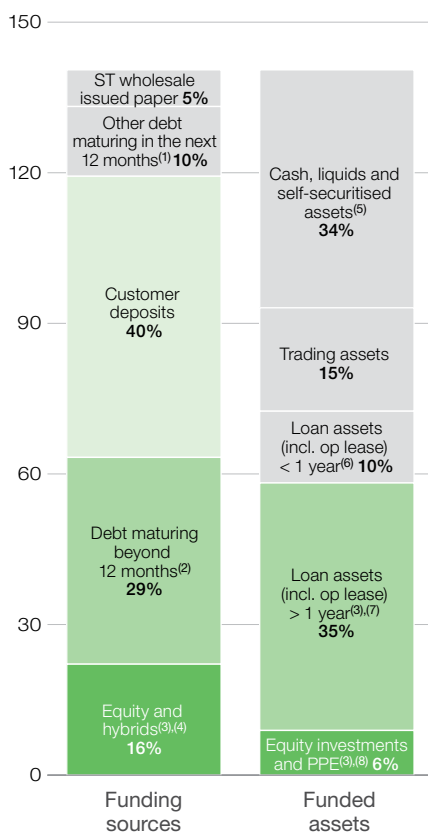 150
120
90
60
30
0
ST wholesale
issued paper 5%
Other debt
maturing in the next
12 months(1) 10%
Customer
deposits
40%
Debt maturing
beyond
12 months(2)
29%
Equity and
hybrids(3),(4)
16%
Funding
sources
Cash, liquids and
self-securitised
assets(5)
34%
Trading assets
15%
Loan assets
(incl. op lease)
< 1 year(6) 10%
Loan assets
(incl. op lease)
> 1 year(3),(7)
35%
Equity investments
and PPE(3),(8) 6%
Funded
assets